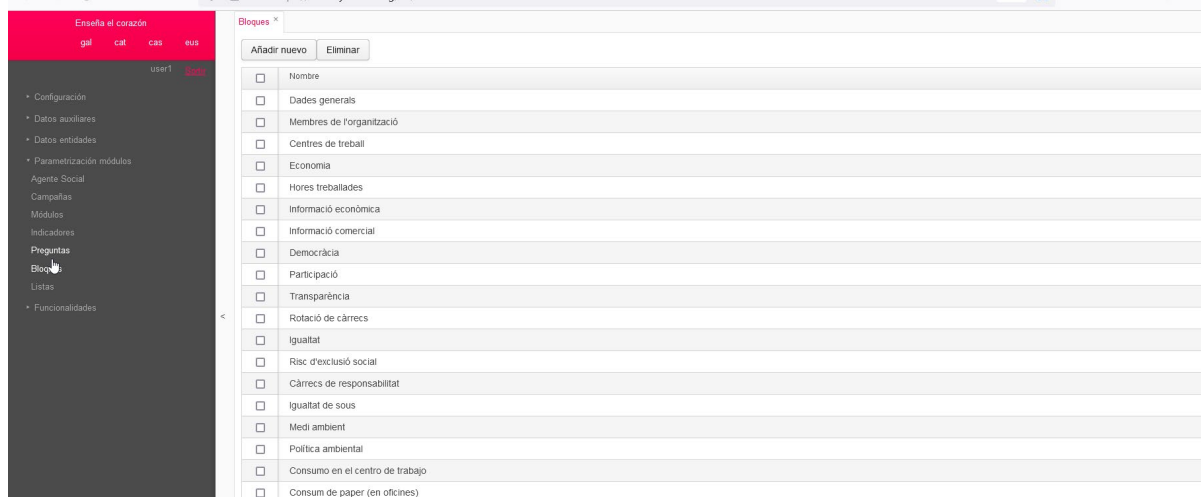 Enseña el corazón
gal cat cas eus
user1
Configuración
Datos auxiliares
Datos entidades
Parametrización módulos
Agente Social
Campañas
Módulos
Indicadores
Preguntas
Listas
Funcionalidades
<
Bloques ×
Añadir nuevo Eliminar
Nombre
Dades generals
Membres de l'organització
Centres de treball
Economia
Hores treballades
Informació econòmica
Informació comercial
Democràcia
Participació
Transparència
Rotació de càrrecs
Igualtat
Risc d'exclusió social
Càrrecs de responsabilitat
Igualtat de sous
Medi ambient
Política ambiental
Consumo en el centro de trabajo
Consum de paper (en oficines)